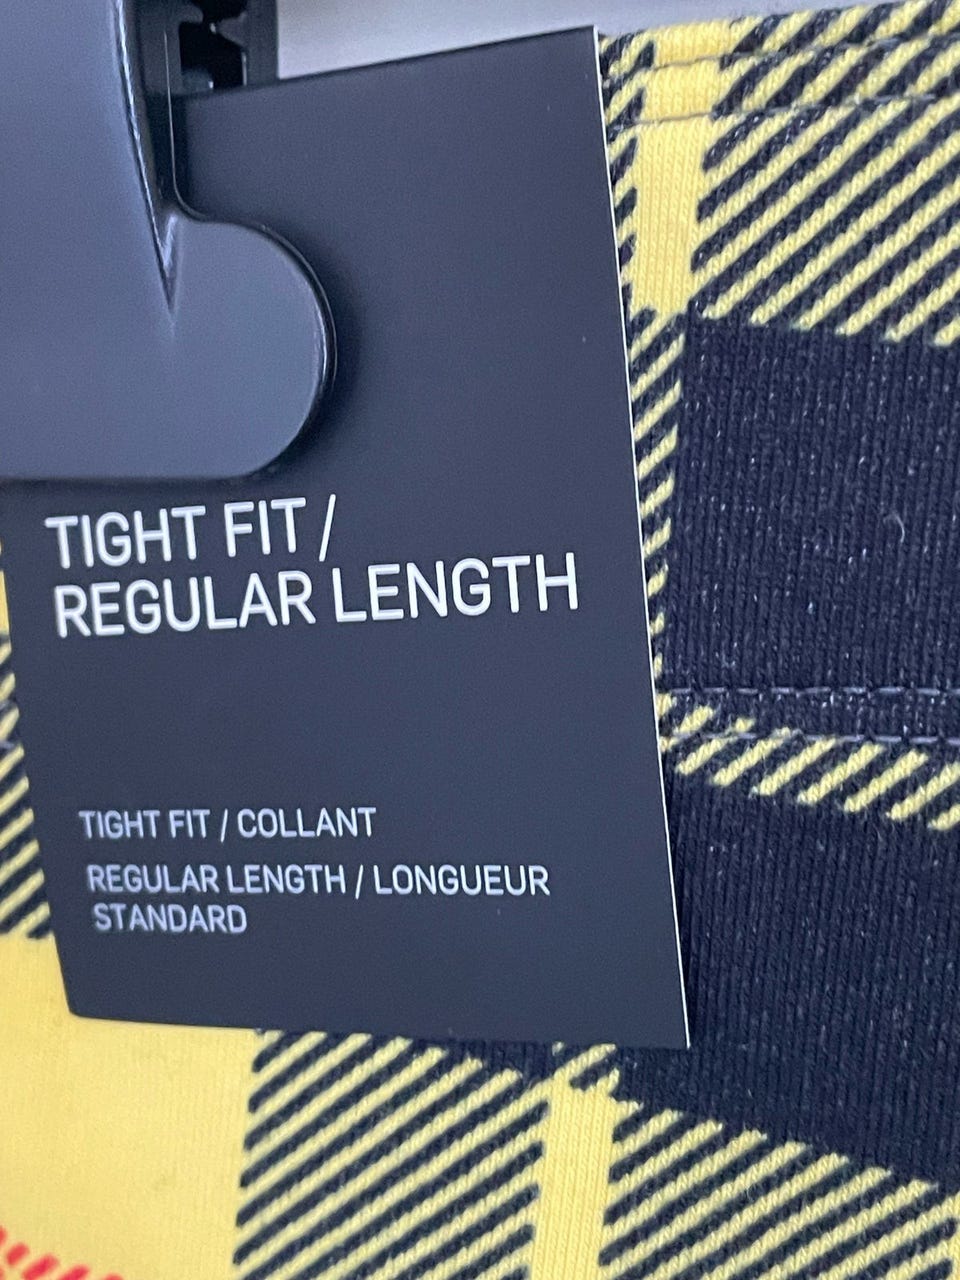 TIGHT FIT /
REGULAR LENGTH
TIGHT FIT / COLLANT
REGULAR LENGTH / LONGUEUR
STANDARD